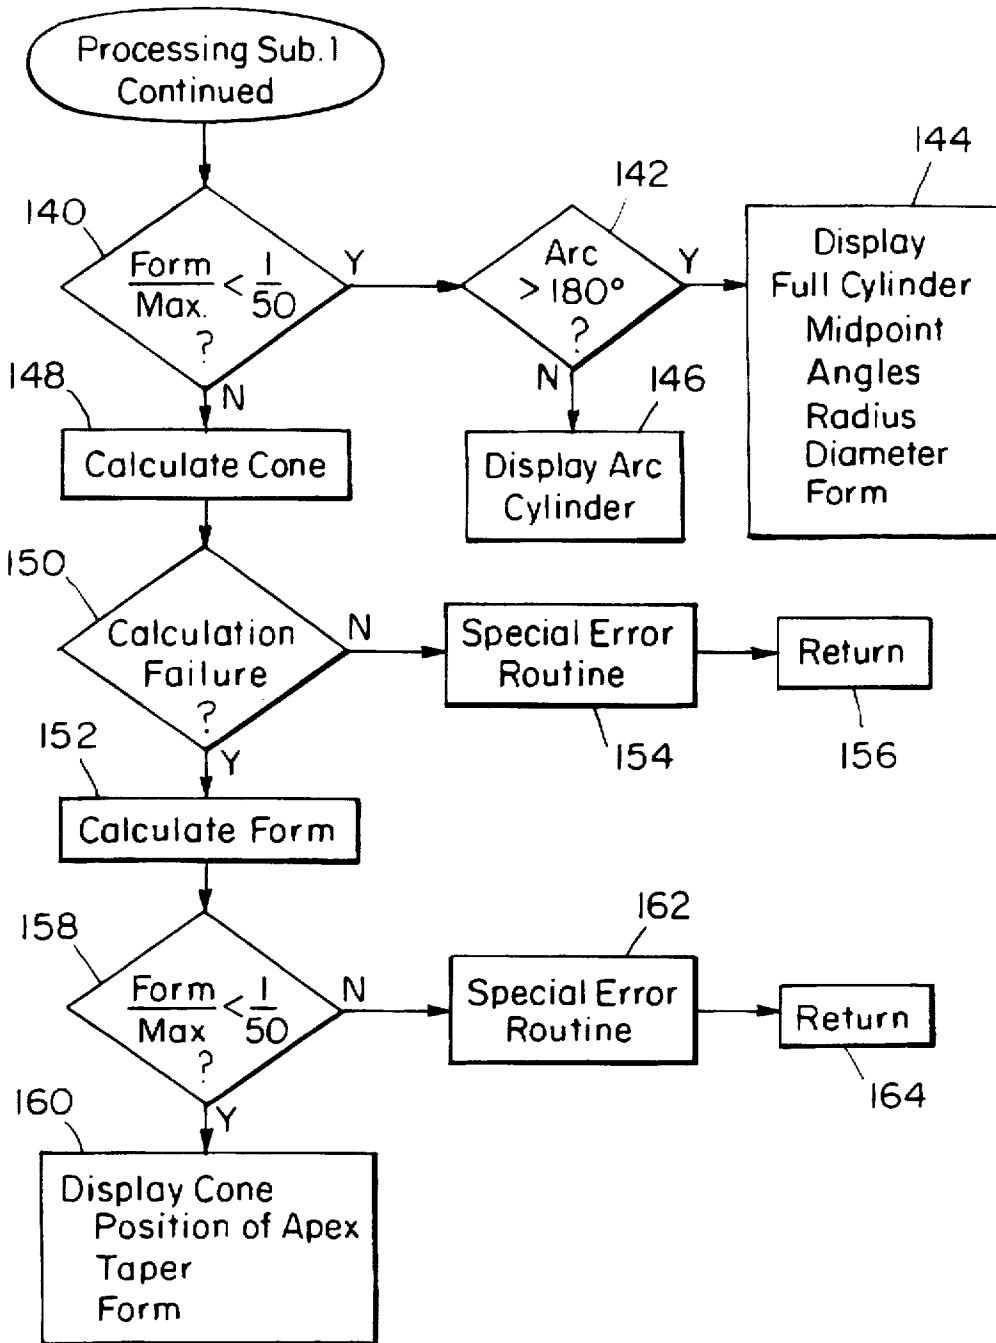 Processing Sub.1
Continued
140
Form
Max.
< 1
50
?
Y
N
142
Arc
> 180°
?
Y
N
144
Display
Full Cylinder
Midpoint
Angles
Radius
Diameter
Form
146
Display Arc
Cylinder
148
Calculate Cone
150
Calculation
Failure
?
N
Y
Special Error
Routine
154
Return
156
152
Calculate Form
158
Form
Max
< 1
50
?
N
Y
162
Special Error
Routine
Return
164
160
Display Cone
Position of Apex
Taper
Form